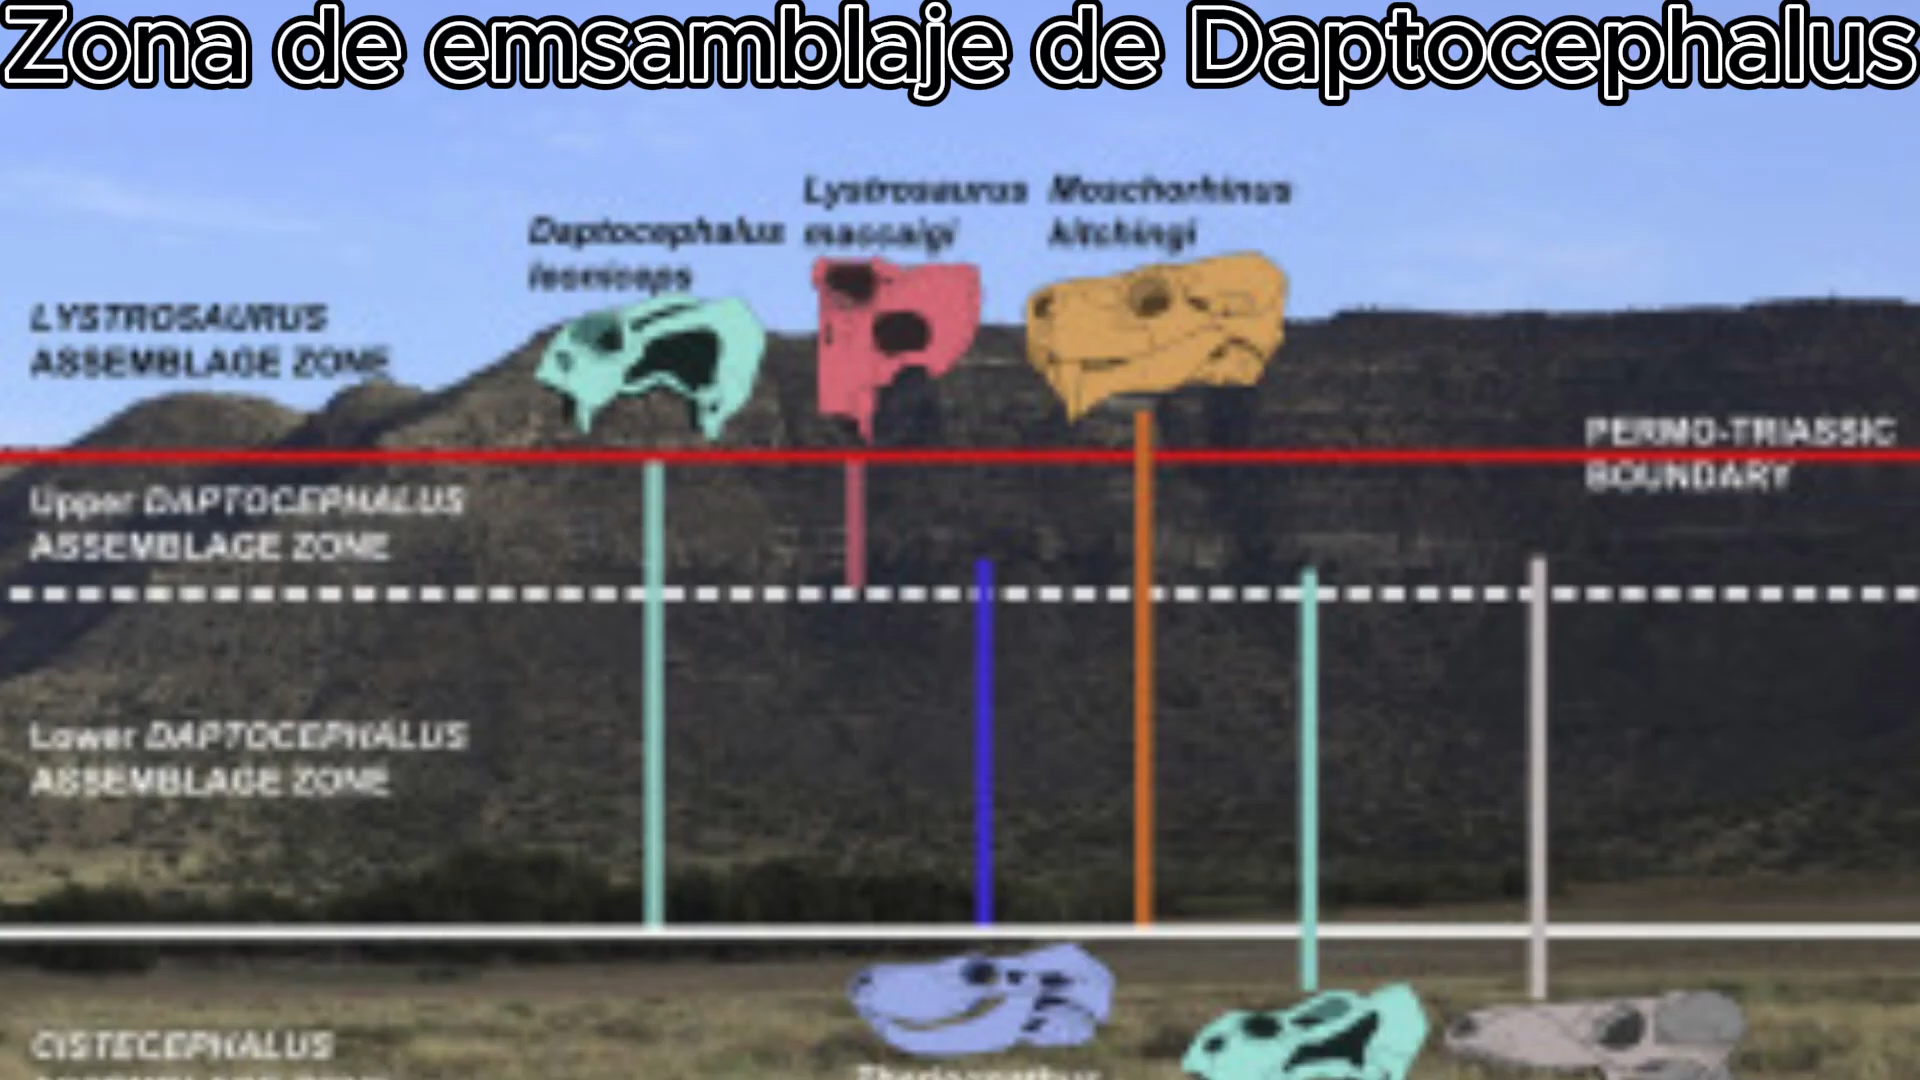 Zona de emsamblaje de Daptocephalus
Lystrosaurus
maccaigi
Moschorhinus
kitchingi
Daptocephalus
leoniceps
LYSTROSAURUS
ASSEMBLAGE ZONE
PERMO-TRIASSIC
BOUNDARY
Upper DAPTOCEPHALUS
ASSEMBLAGE ZONE
Lower DAPTOCEPHALUS
ASSEMBLAGE ZONE
CISTECEPHALUS